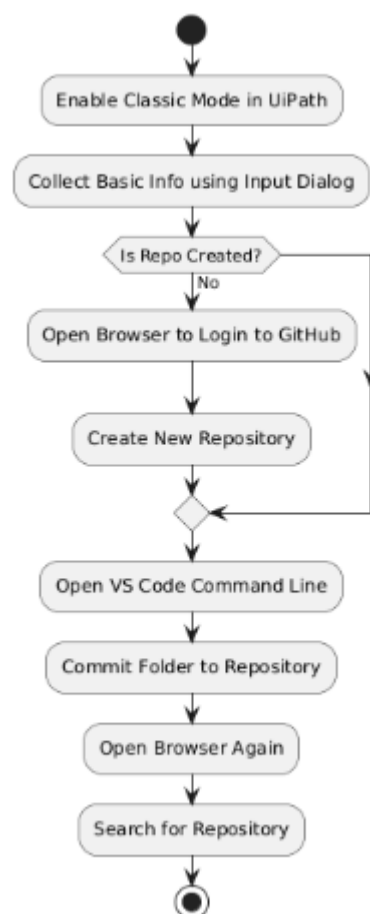 Enable Classic Mode in UiPath
Collect Basic Info using Input Dialog
Is Repo Created?
No
Open Browser to Login to GitHub
Create New Repository
Open VS Code Command Line
Commit Folder to Repository
Open Browser Again
Search for Repository